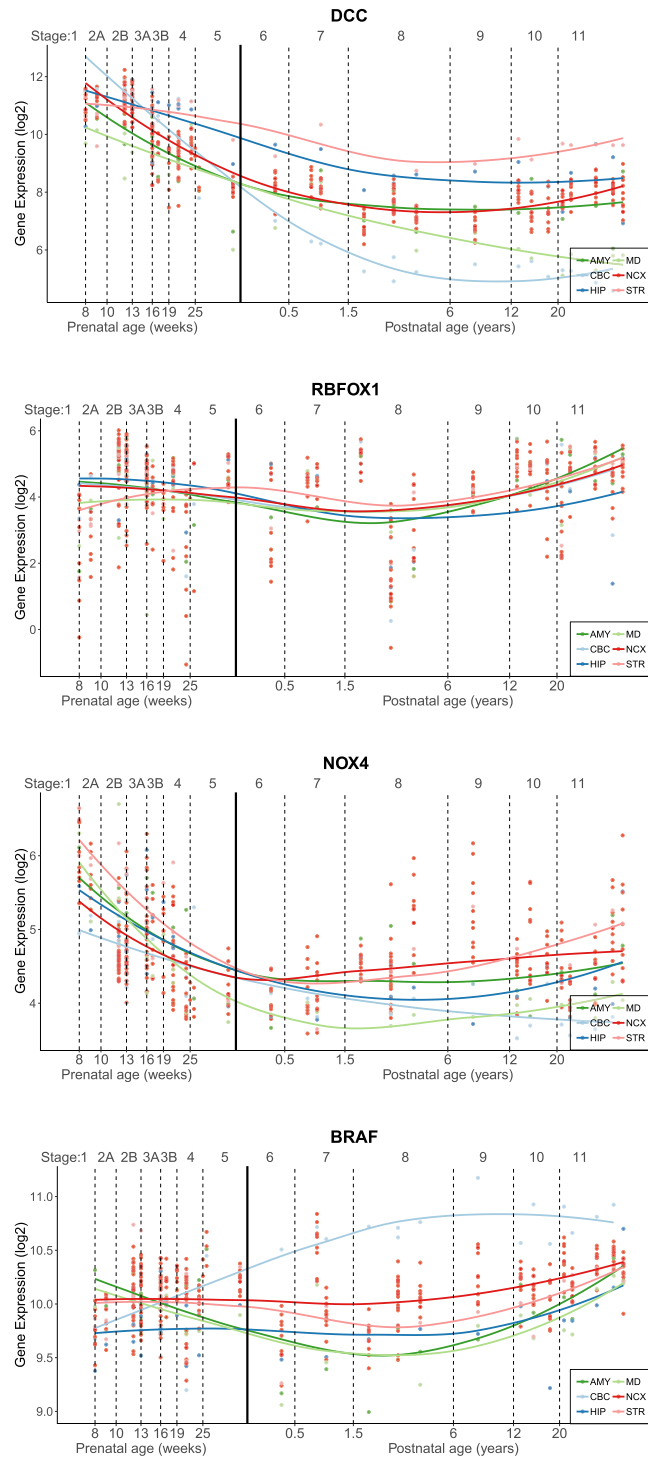 DCC
Stage:1 2A 2B 3A 3B 4 5 6 7 8 9 10 11
Gene Expression (log2)
12
10
8
6
8 10 13 16 19 25 0.5 1.5 6 12 20
Prenatal age (weeks) Postnatal age (years)
AMY MD
CBC NCX
HIP STR
RBFOX1
Stage:1 2A 2B 3A 3B 4 5 6 7 8 9 10 11
Gene Expression (log2)
6
4
2
0
8 10 13 16 19 25 0.5 1.5 6 12 20
Prenatal age (weeks) Postnatal age (years)
AMY MD
CBC NCX
HIP STR
NOX4
Stage:1 2A 2B 3A 3B 4 5 6 7 8 9 10 11
Gene Expression (log2)
6
5
4
8 10 13 16 19 25 0.5 1.5 6 12 20
Prenatal age (weeks) Postnatal age (years)
AMY MD
CBC NCX
HIP STR
BRAF
Stage:1 2A 2B 3A 3B 4 5 6 7 8 9 10 11
Gene Expression (log2)
11.0
10.5
10.0
9.5
9.0
8 10 13 16 19 25 0.5 1.5 6 12 20
Prenatal age (weeks) Postnatal age (years)
AMY MD
CBC NCX
HIP STR